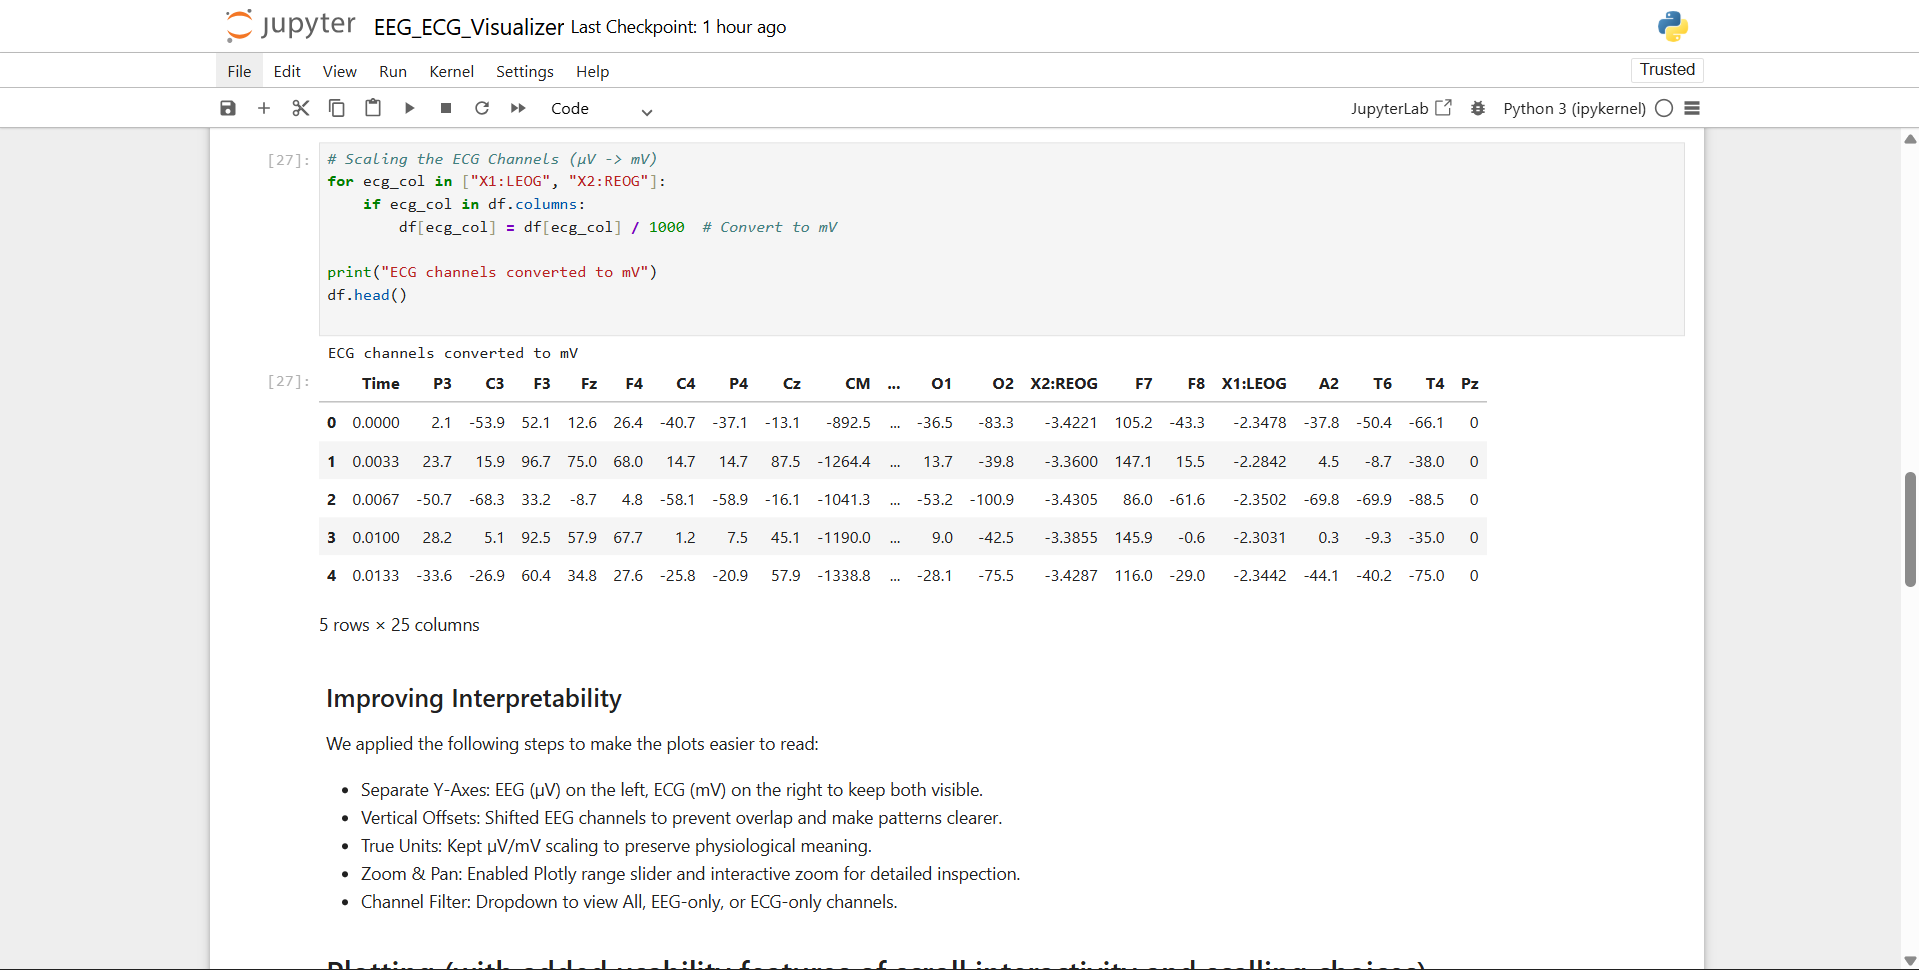 jupyter EEG_ECG_Visualizer Last Checkpoint: 1 hour ago
File Edit View Run Kernel Settings Help Trusted
Code JupyterLab Python 3 (ipykernel)
[27]: # Scaling the ECG Channels (µV -> mV)
for ecg_col in ["X1:LEOG", "X2:REOG"]:
    if ecg_col in df.columns:
        df[ecg_col] = df[ecg_col] / 1000  # Convert to mV
print("ECG channels converted to mV")
df.head()
ECG channels converted to mV
[27]: Time P3 C3 F3 Fz F4 C4 P4 Cz CM ... O1 O2 X2:REOG F7 F8 X1:LEOG A2 T6 T4 Pz
0 0.0000 2.1 -53.9 52.1 12.6 26.4 -40.7 -37.1 -13.1 -892.5 ... -36.5 -83.3 -3.4221 105.2 -43.3 -2.3478 -37.8 -50.4 -66.1 0
1 0.0033 23.7 15.9 96.7 75.0 68.0 14.7 14.7 87.5 -1264.4 ... 13.7 -39.8 -3.3600 147.1 15.5 -2.2842 4.5 -8.7 -38.0 0
2 0.0067 -50.7 -68.3 33.2 -8.7 4.8 -58.1 -58.9 -16.1 -1041.3 ... -53.2 -100.9 -3.4305 86.0 -61.6 -2.3502 -69.8 -69.9 -88.5 0
3 0.0100 28.2 5.1 92.5 57.9 67.7 1.2 7.5 45.1 -1190.0 ... 9.0 -42.5 -3.3855 145.9 -0.6 -2.3031 0.3 -9.3 -35.0 0
4 0.0133 -33.6 -26.9 60.4 34.8 27.6 -25.8 -20.9 57.9 -1338.8 ... -28.1 -75.5 -3.4287 116.0 -29.0 -2.3442 -44.1 -40.2 -75.0 0
5 rows × 25 columns
Improving Interpretability
We applied the following steps to make the plots easier to read:
• Separate Y-Axes: EEG (µV) on the left, ECG (mV) on the right to keep both visible.
• Vertical Offsets: Shifted EEG channels to prevent overlap and make patterns clearer.
• True Units: Kept µV/mV scaling to preserve physiological meaning.
• Zoom & Pan: Enabled Plotly range slider and interactive zoom for detailed inspection.
• Channel Filter: Dropdown to view All, EEG-only, or ECG-only channels.
Plotting (with added usability features of scroll interactivity and scalling choices)